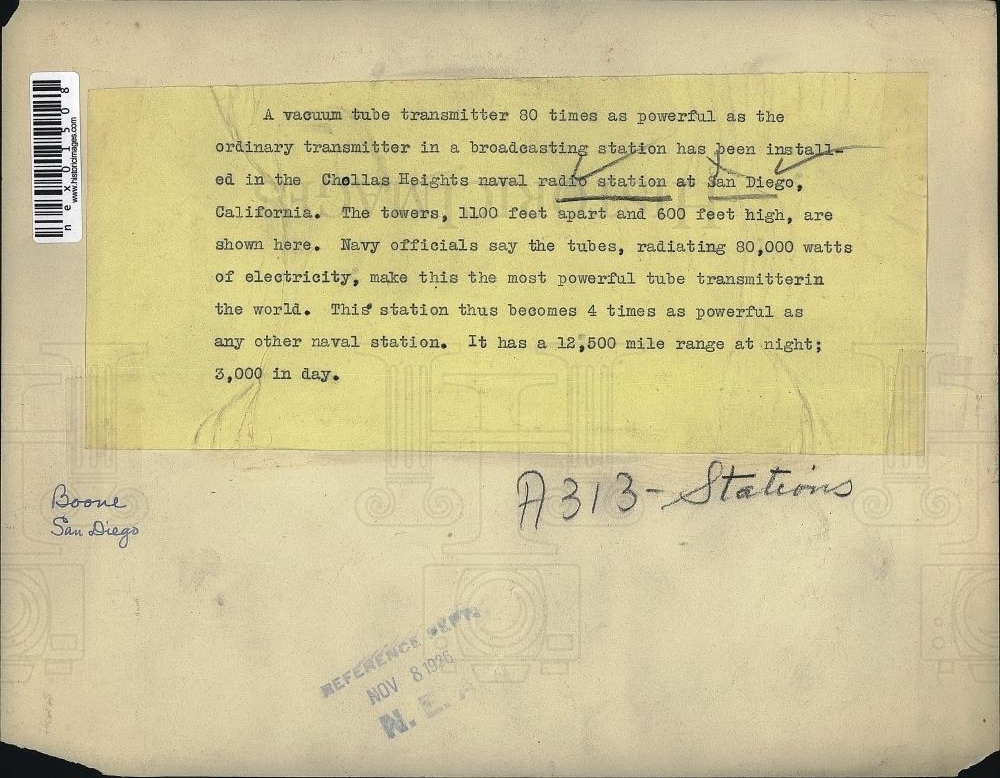 A vacuum tube transmitter 80 times as powerful as the
ordinary transmitter in a broadcasting station has been install-
ed in the Chollas Heights naval radio station at San Diego,
California. The towers, 1100 feet apart and 600 feet high, are
shown here. Navy officials say the tubes, radiating 80,000 watts
of electricity, make this the most powerful tube transmitterin
the world. This station thus becomes 4 times as powerful as
any other naval station. It has a 12,500 mile range at night;
3,000 in day.
A313- Stations
Boone
San Diego
REFERENCE DEPT.
NOV 8 1926
N. E. A.
nex01508
www.historicimages.com